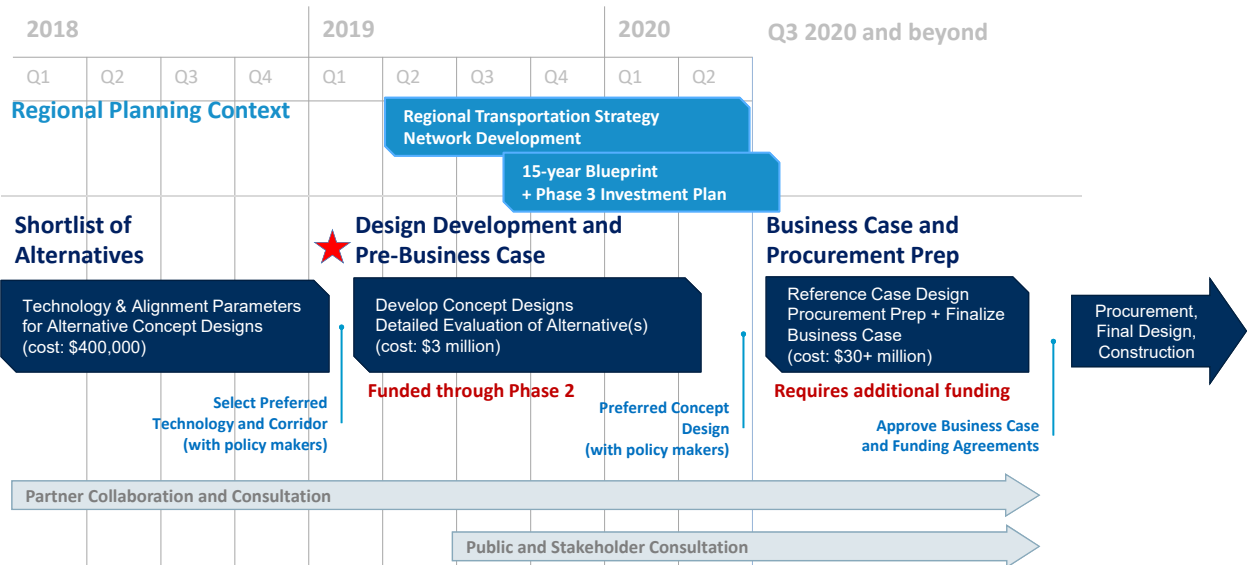 2018
2019
2020
Q3 2020 and beyond
Q1
Q2
Q3
Q4
Q1
Q2
Q3
Q4
Q1
Q2
Regional Planning Context
Regional Transportation Strategy
Network Development
15-year Blueprint
+ Phase 3 Investment Plan
Shortlist of
Alternatives
Design Development and
Pre-Business Case
Business Case and
Procurement Prep
Technology & Alignment Parameters
for Alternative Concept Designs
(cost: $400,000)
Develop Concept Designs
Detailed Evaluation of Alternative(s)
(cost: $3 million)
Reference Case Design
Procurement Prep + Finalize
Business Case
(cost: $30+ million)
Procurement,
Final Design,
Construction
Funded through Phase 2
Requires additional funding
Select Preferred
Technology and Corridor
(with policy makers)
Preferred Concept
Design
(with policy makers)
Approve Business Case
and Funding Agreements
Partner Collaboration and Consultation
Public and Stakeholder Consultation